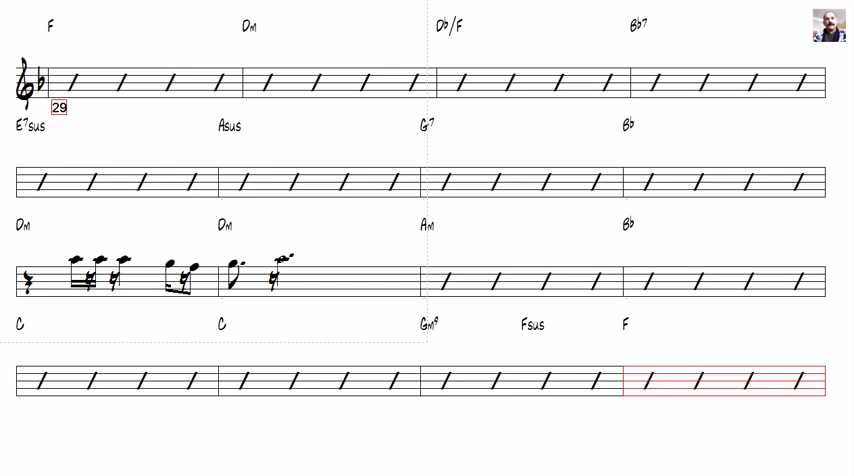 F Dm Db/F Bb7
29
E7sus Asus G7 Bb
Dm Dm Am Bb
C C Gm9 Fsus F